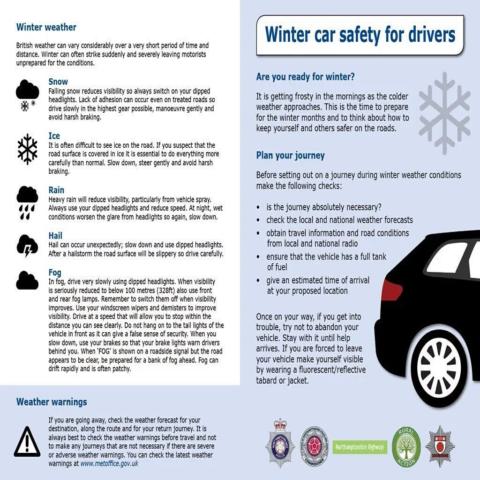 Winter weather
British weather can vary considerably over a very short period of time and
distance. Winter can often strike suddenly and severely leaving motorists
unprepared for the conditions.
Snow
Falling snow reduces visibility so always switch on your dipped
headlights. Lack of adhesion can occur even on treated roads so
drive slowly in the highest gear possible, manoeuvre gently and
avoid harsh braking.
Ice
It is often difficult to see ice on the road. If you suspect that the
road surface is covered in ice it is essential to do everything more
carefully than normal. Slow down, steer gently and avoid harsh
braking.
Rain
Heavy rain will reduce visibility, particularly from vehicle spray.
Always use your dipped headlights and reduce speed. At night, wet
conditions worsen the glare from headlights so again, slow down.
Hail
Hail can occur unexpectedly; slow down and use dipped headlights.
After a hailstorm the road surface will be slippery so drive carefully.
Fog
In fog, drive very slowly using dipped headlights. When visibility
is seriously reduced to below 100 metres (328ft) also use front
and rear fog lamps. Remember to switch them off when visibility
improves. Use your windscreen wipers and demisters to improve
visibility. Drive at a speed that will allow you to stop within the
distance you can see clearly. Do not hang on to the tail lights of the
vehicle in front as it can give a false sense of security. When you
slow down, use your brakes so that your brake lights warn drivers
behind you. When 'FOG' is shown on a roadside signal but the road
appears to be clear, be prepared for a bank of fog ahead. Fog can
drift rapidly and is often patchy.
Weather warnings
If you are going away, check the weather forecast for your
destination, along the route and for your return journey. It is
always best to check the weather warnings before travel and not
to make any journeys that are not necessary if there are severe
or adverse weather warnings. You can check the latest weather
warnings at www.metoffice.gov.uk
Winter car safety for drivers
Are you ready for winter?
It is getting frosty in the mornings as the colder
weather approaches. This is the time to prepare
for the winter months and to think about how to
keep yourself and others safer on the roads.
Plan your journey
Before setting out on a journey during winter weather conditions
make the following checks:
• is the journey absolutely necessary?
• check the local and national weather forecasts
• obtain travel information and road conditions
from local and national radio
• ensure that the vehicle has a full tank
of fuel
• give an estimated time of arrival
at your proposed location
Once on your way, if you get into
trouble, try not to abandon your
vehicle. Stay with it until help
arrives. If you are forced to leave
your vehicle make yourself visible
by wearing a fluorescent/reflective
tabard or jacket.
Northamptonshire Highways